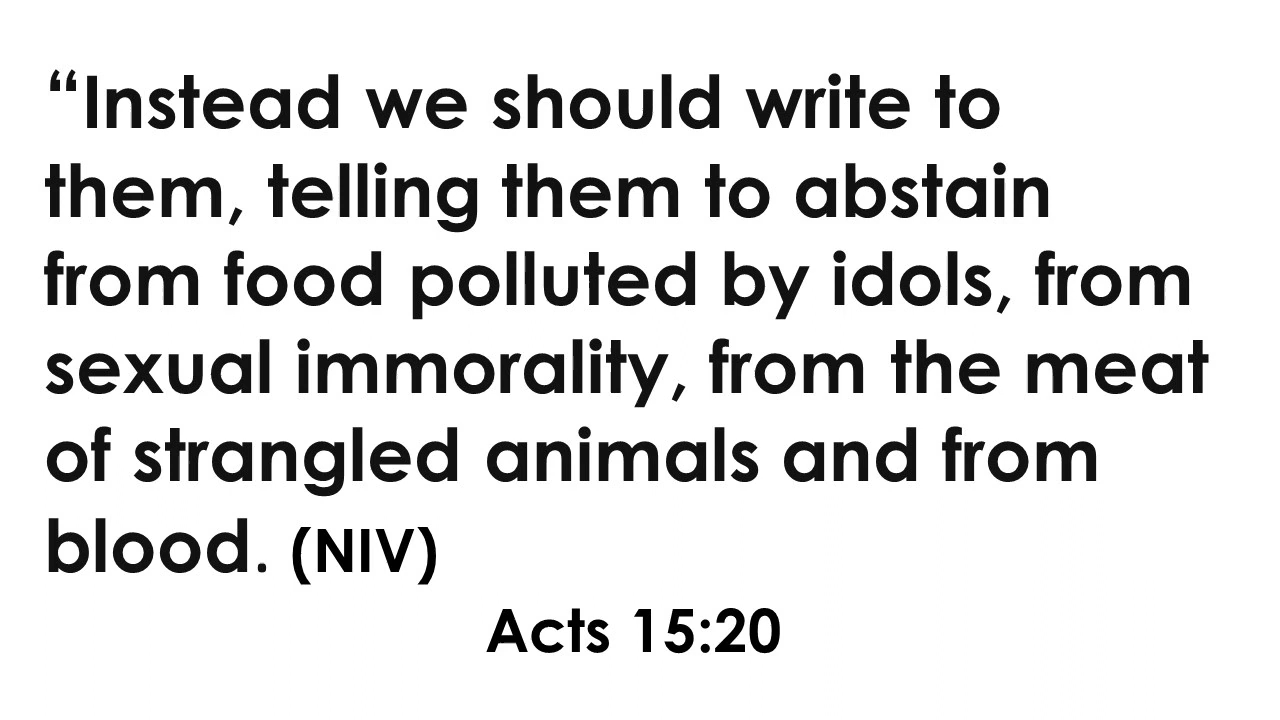 “Instead we should write to
them, telling them to abstain
from food polluted by idols, from
sexual immorality, from the meat
of strangled animals and from
blood. (NIV)
Acts 15:20